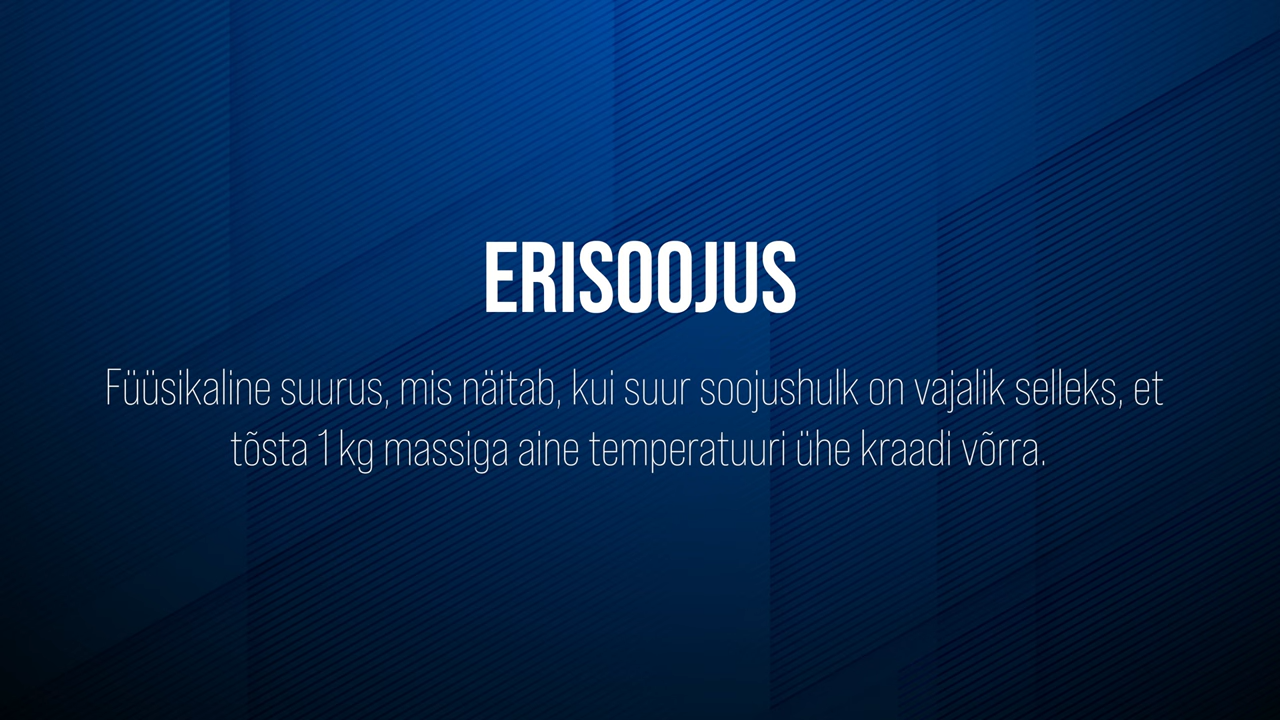 ERISOOJUS
Füüsikaline suurus, mis näitab, kui suur soojushulk on vajalik selleks, et
tõsta 1 kg massiga aine temperatuuri ühe kraadi võrra.